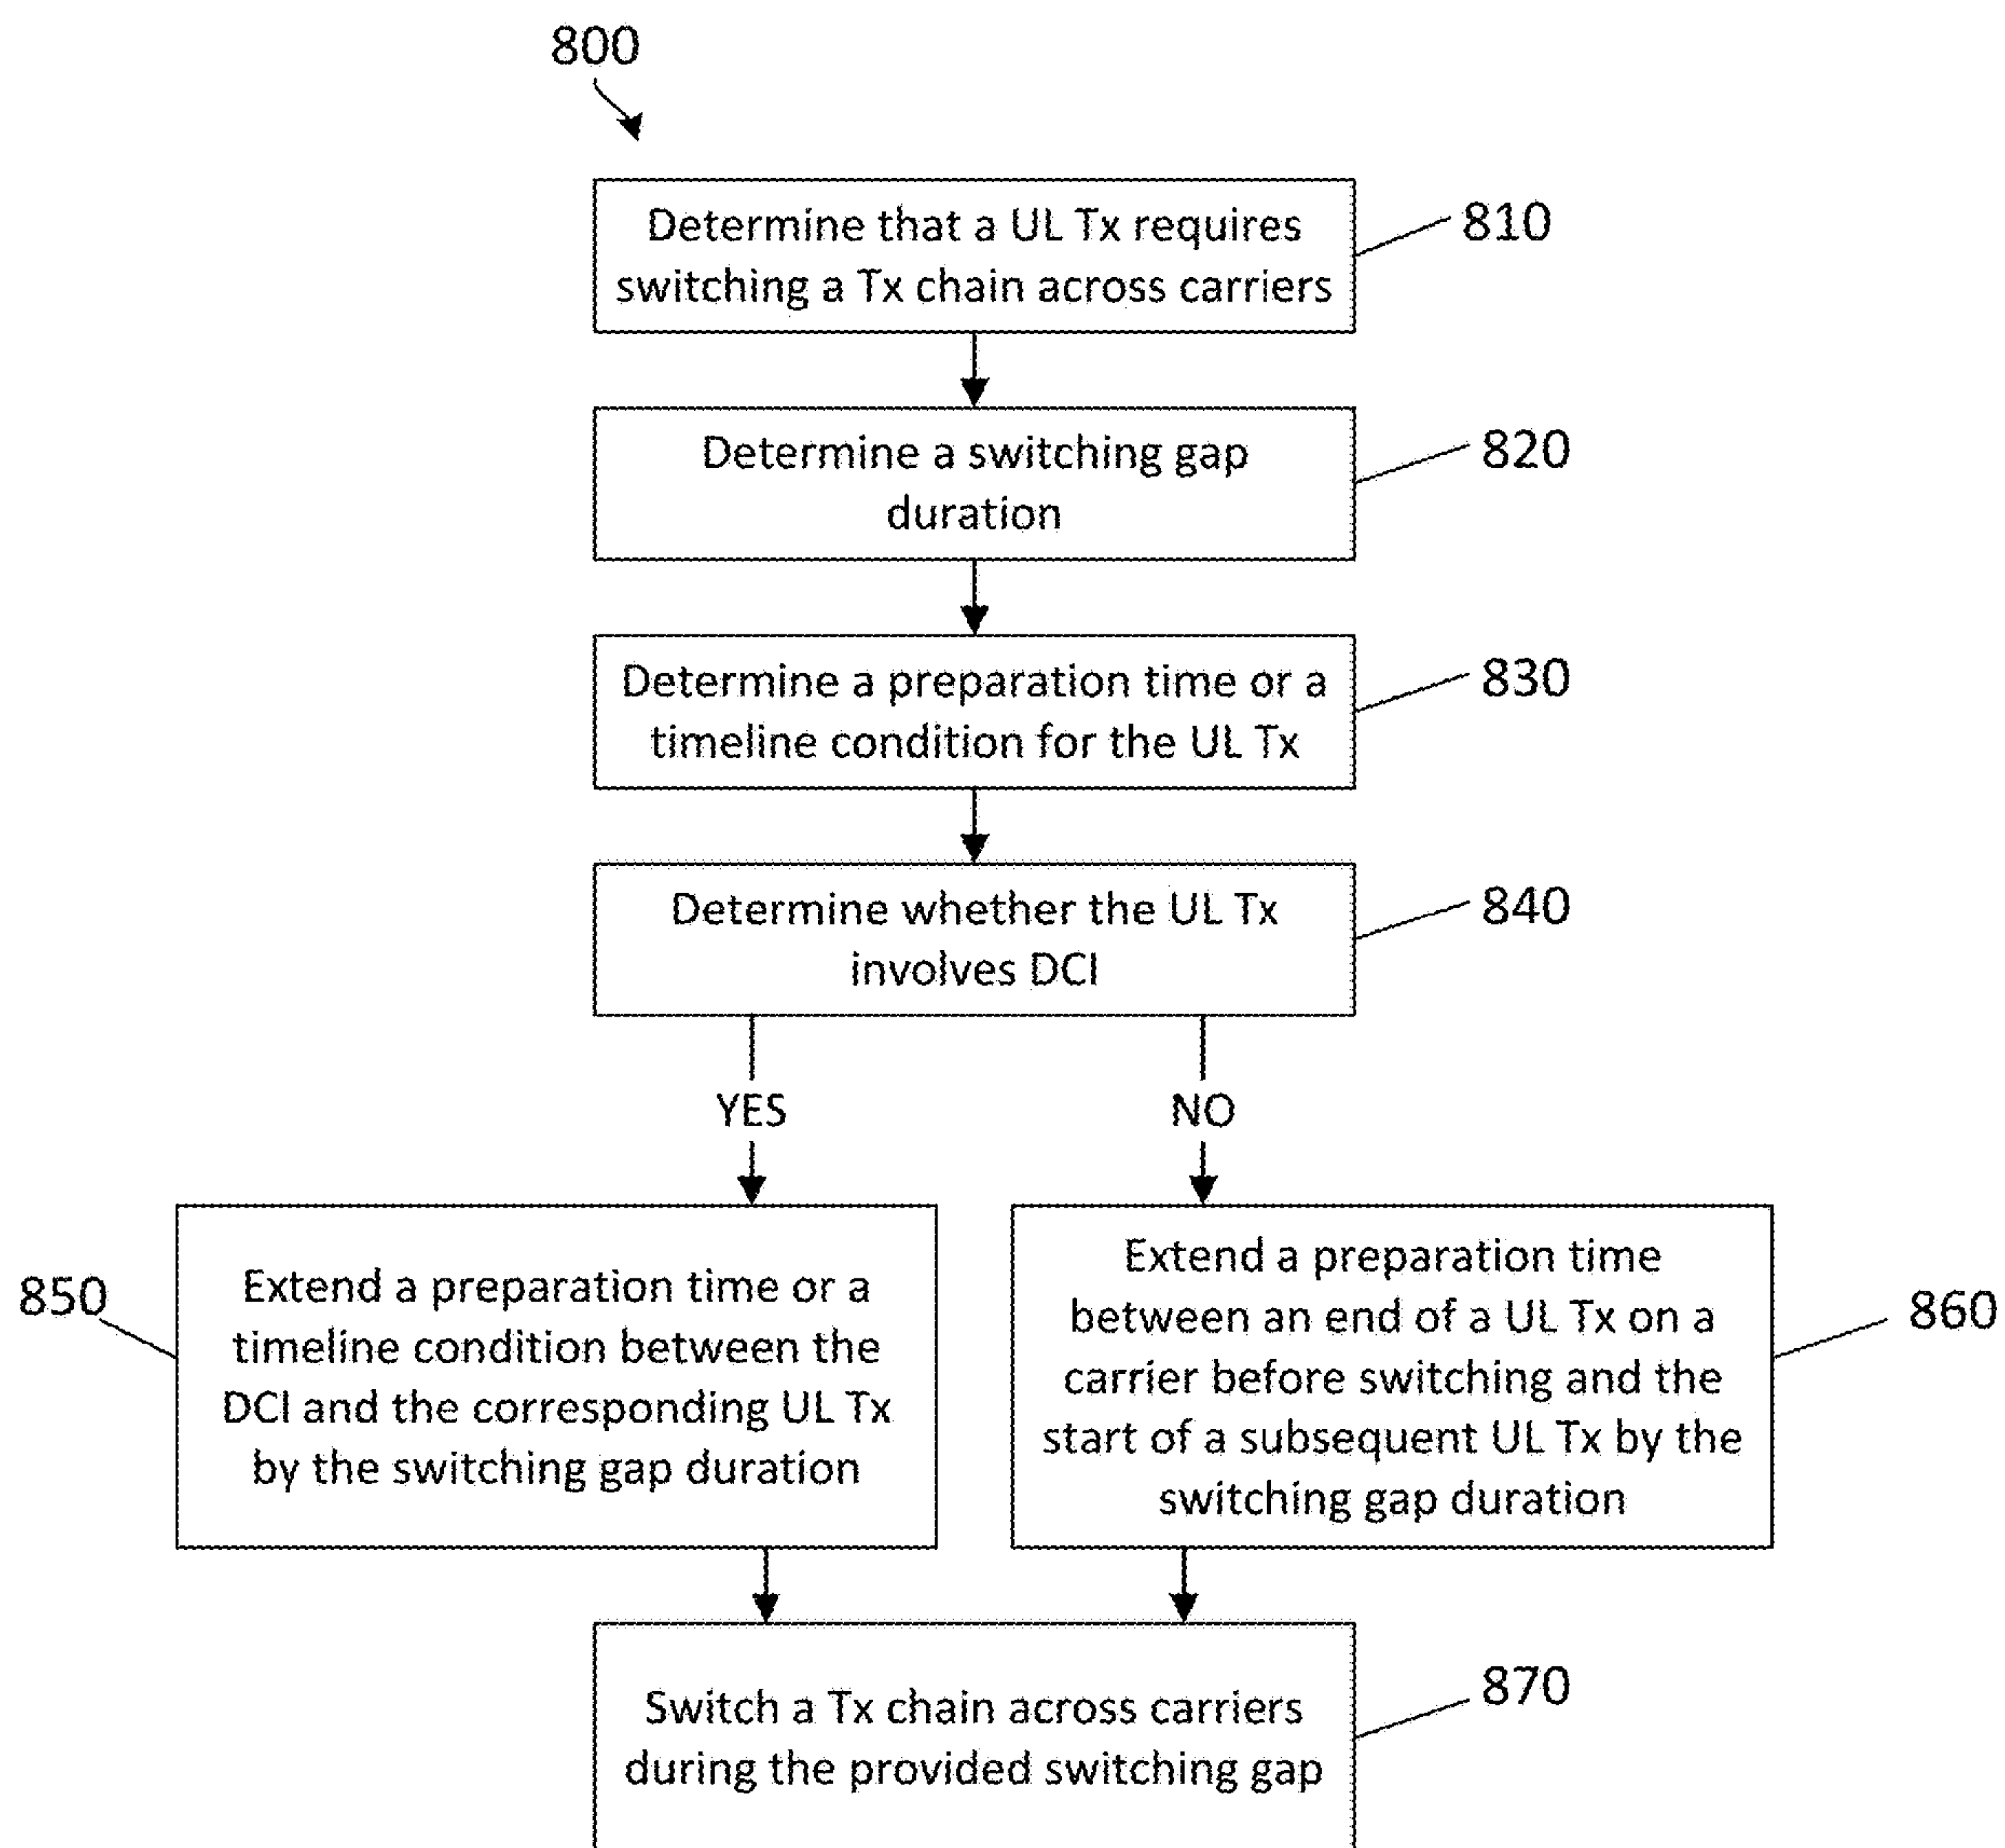 800
Determine that a UL Tx requires
switching a Tx chain across carriers
810
Determine a switching gap
duration
820
Determine a preparation time or a
timeline condition for the UL Tx
830
Determine whether the UL Tx
involves DCI
840
YES
NO
850
Extend a preparation time or a
timeline condition between the
DCI and the corresponding UL Tx
by the switching gap duration
Extend a preparation time
between an end of a UL Tx on a
carrier before switching and the
start of a subsequent UL Tx by the
switching gap duration
860
Switch a Tx chain across carriers
during the provided switching gap
870